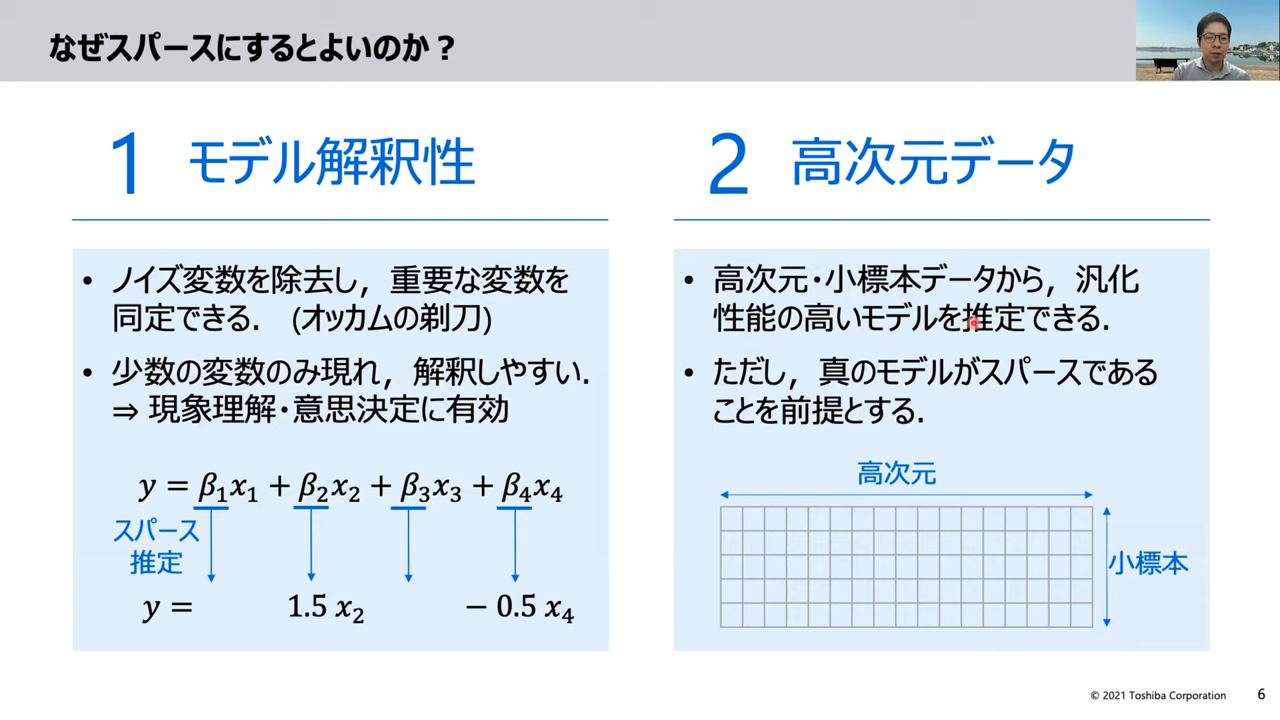 なぜスパースにするとよいのか？
1 モデル解釈性
• ノイズ変数を除去し，重要な変数を
同定できる． (オッカムの剃刀)
• 少数の変数のみ現れ，解釈しやすい．
⇒ 現象理解・意思決定に有効
y = β₁x₁ + β₂x₂ + β₃x₃ + β₄x₄
スパース
推定
y = 1.5 x₂ − 0.5 x₄
2 高次元データ
• 高次元・小標本データから，汎化
性能の高いモデルを推定できる．
• ただし，真のモデルがスパースである
ことを前提とする．
高次元
小標本
© 2021 Toshiba Corporation 6